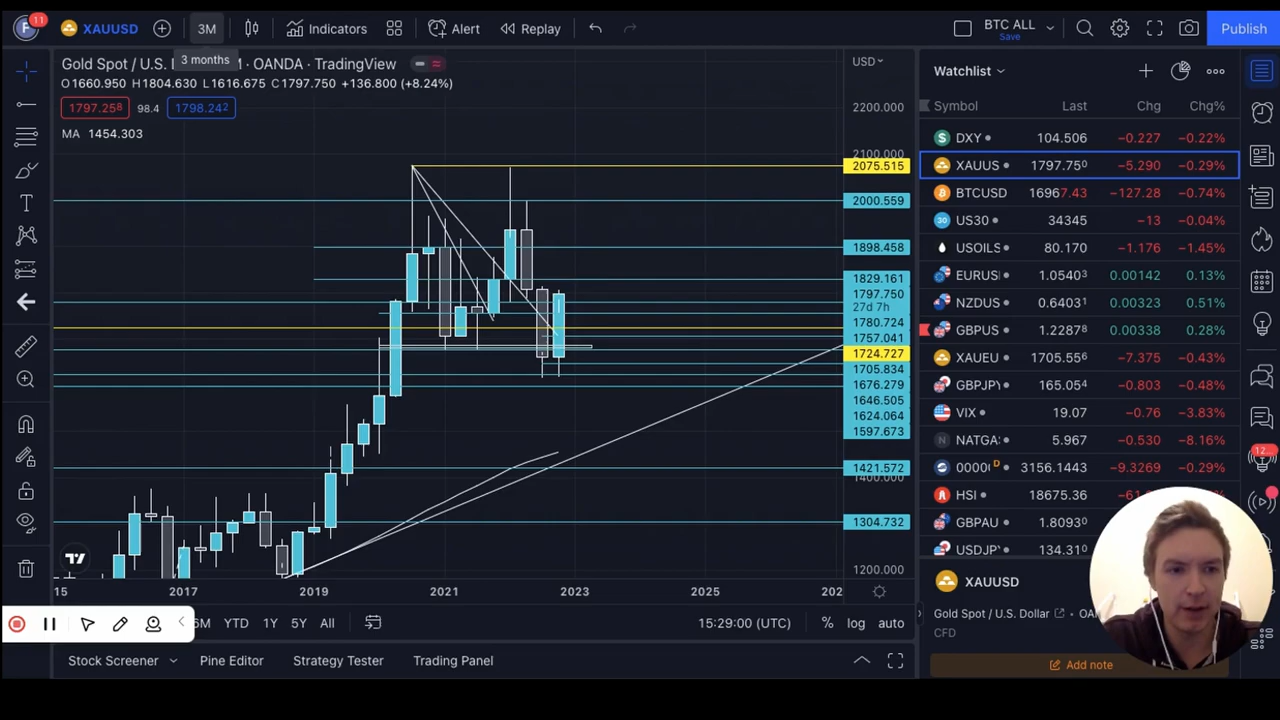 11
XAUUSD
3M
Indicators
Alert
Replay
BTC ALL
Save
Publish
3 months
Gold Spot / U.S. · OANDA · TradingView
O1660.950 H1804.630 L1616.675 C1797.750 +136.800 (+8.24%)
1797.258 98.4 1798.242
MA 1454.303
USD
2200.000
2100.000
2075.515
2000.559
1898.458
1829.161
1797.750
27d 7h
1780.724
1757.041
1724.727
1705.834
1676.279
1646.505
1624.064
1597.673
1421.572
1400.000
1304.732
1200.000
15 2017 2019 2021 2023 2025 202
6M YTD 1Y 5Y All
15:29:00 (UTC) % log auto
Stock Screener Pine Editor Strategy Tester Trading Panel
Watchlist
Symbol Last Chg Chg%
DXY 104.506 −0.227 −0.22%
XAUUS 1797.750 −5.290 −0.29%
BTCUSD 16967.43 −127.28 −0.74%
US30 34345 −13 −0.04%
USOILS 80.170 −1.176 −1.45%
EURUS 1.05403 0.00142 0.13%
NZDUS 0.64031 0.00323 0.51%
GBPUS 1.22878 0.00338 0.28%
XAUEU 1705.556 −7.375 −0.43%
GBPJP 165.054 −0.803 −0.48%
VIX 19.07 −0.76 −3.83%
NATGA 5.967 −0.530 −8.16%
0000 D 3156.1443 −9.3269 −0.29%
HSI 18675.36
GBPAU 1.8093
USDJP 134.31
12
XAUUSD
Gold Spot / U.S. Dollar
CFD
Add note